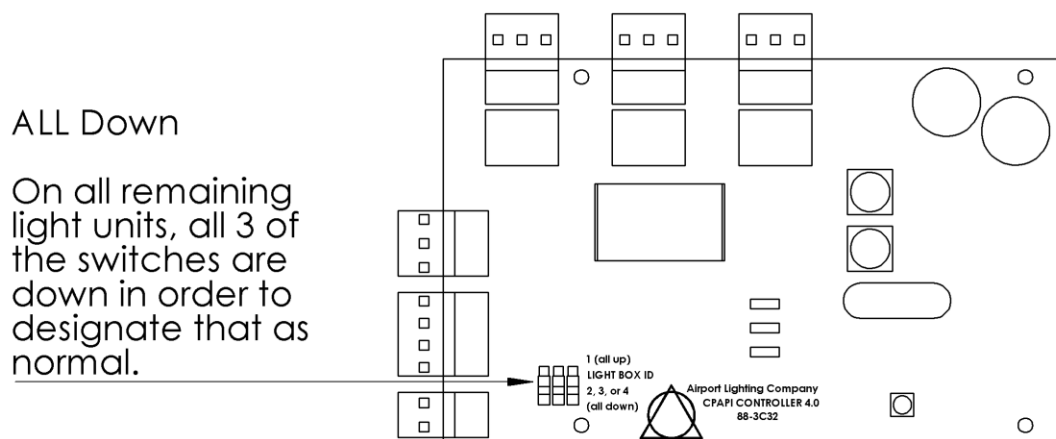 ALL Down
On all remaining
light units, all 3 of
the switches are
down in order to
designate that as
normal.
1 (all up)
LIGHT BOX ID
2, 3, or 4
(all down)
Airport Lighting Company
CPAPI CONTROLLER 4.0
88-3C32